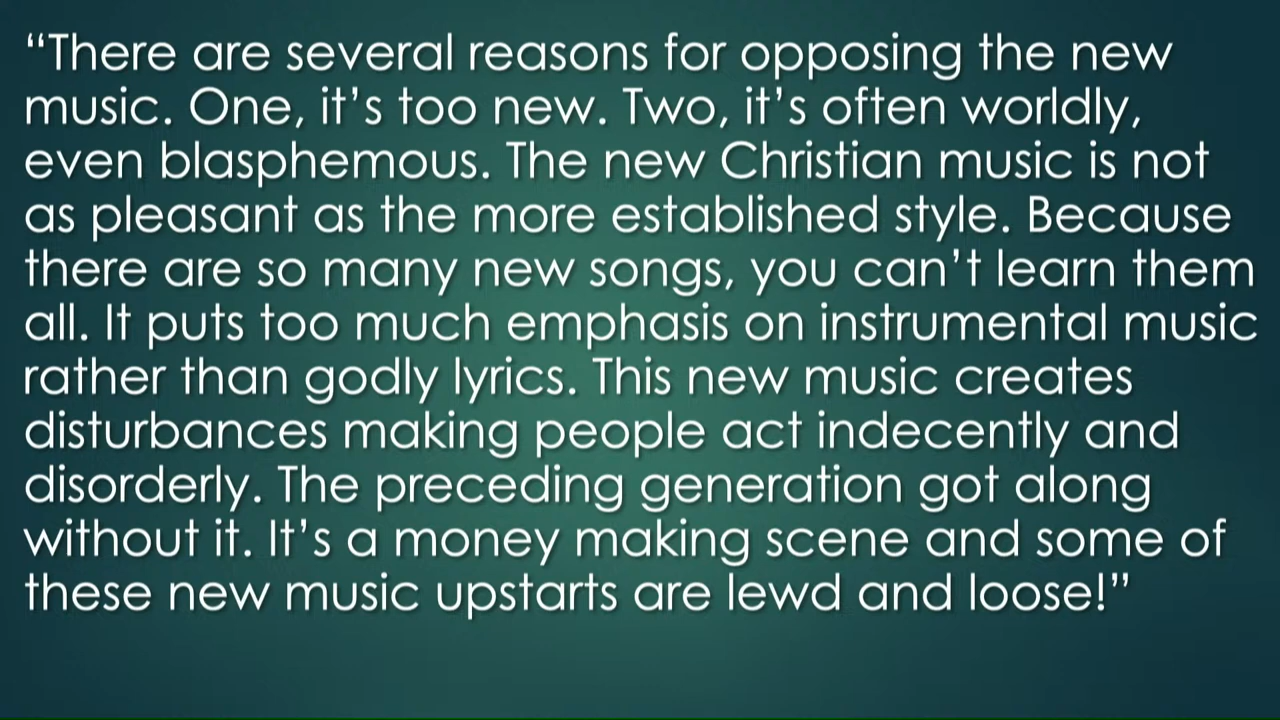 “There are several reasons for opposing the new
music. One, it’s too new. Two, it’s often worldly,
even blasphemous. The new Christian music is not
as pleasant as the more established style. Because
there are so many new songs, you can’t learn them
all. It puts too much emphasis on instrumental music
rather than godly lyrics. This new music creates
disturbances making people act indecently and
disorderly. The preceding generation got along
without it. It’s a money making scene and some of
these new music upstarts are lewd and loose!”